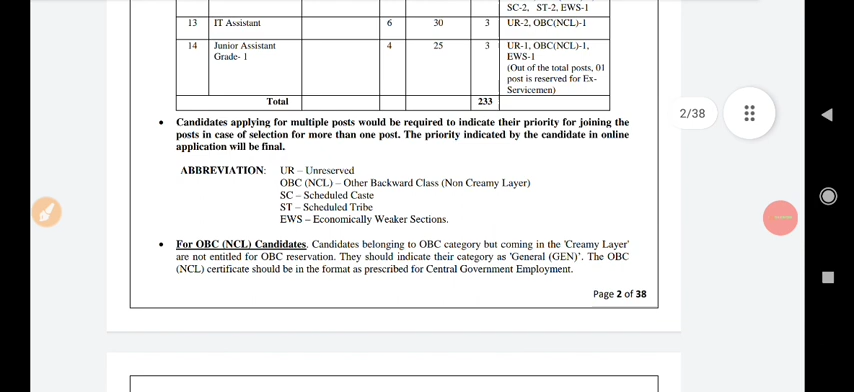 SC-2, ST-2, EWS-1
13 IT Assistant 6 30 3 UR-2, OBC(NCL)-1
14 Junior Assistant 4 25 3 UR-1, OBC(NCL)-1,
Grade- 1 EWS-1
(Out of the total posts, 01
post is reserved for Ex-
Servicemen)
Total 233
• Candidates applying for multiple posts would be required to indicate their priority for joining the
posts in case of selection for more than one post. The priority indicated by the candidate in online
application will be final.
2/38
ABBREVIATION: UR – Unreserved
OBC (NCL) – Other Backward Class (Non Creamy Layer)
SC – Scheduled Caste
ST – Scheduled Tribe
EWS – Economically Weaker Sections.
• For OBC (NCL) Candidates. Candidates belonging to OBC category but coming in the 'Creamy Layer'
are not entitled for OBC reservation. They should indicate their category as 'General (GEN)'. The OBC
(NCL) certificate should be in the format as prescribed for Central Government Employment.
Page 2 of 38